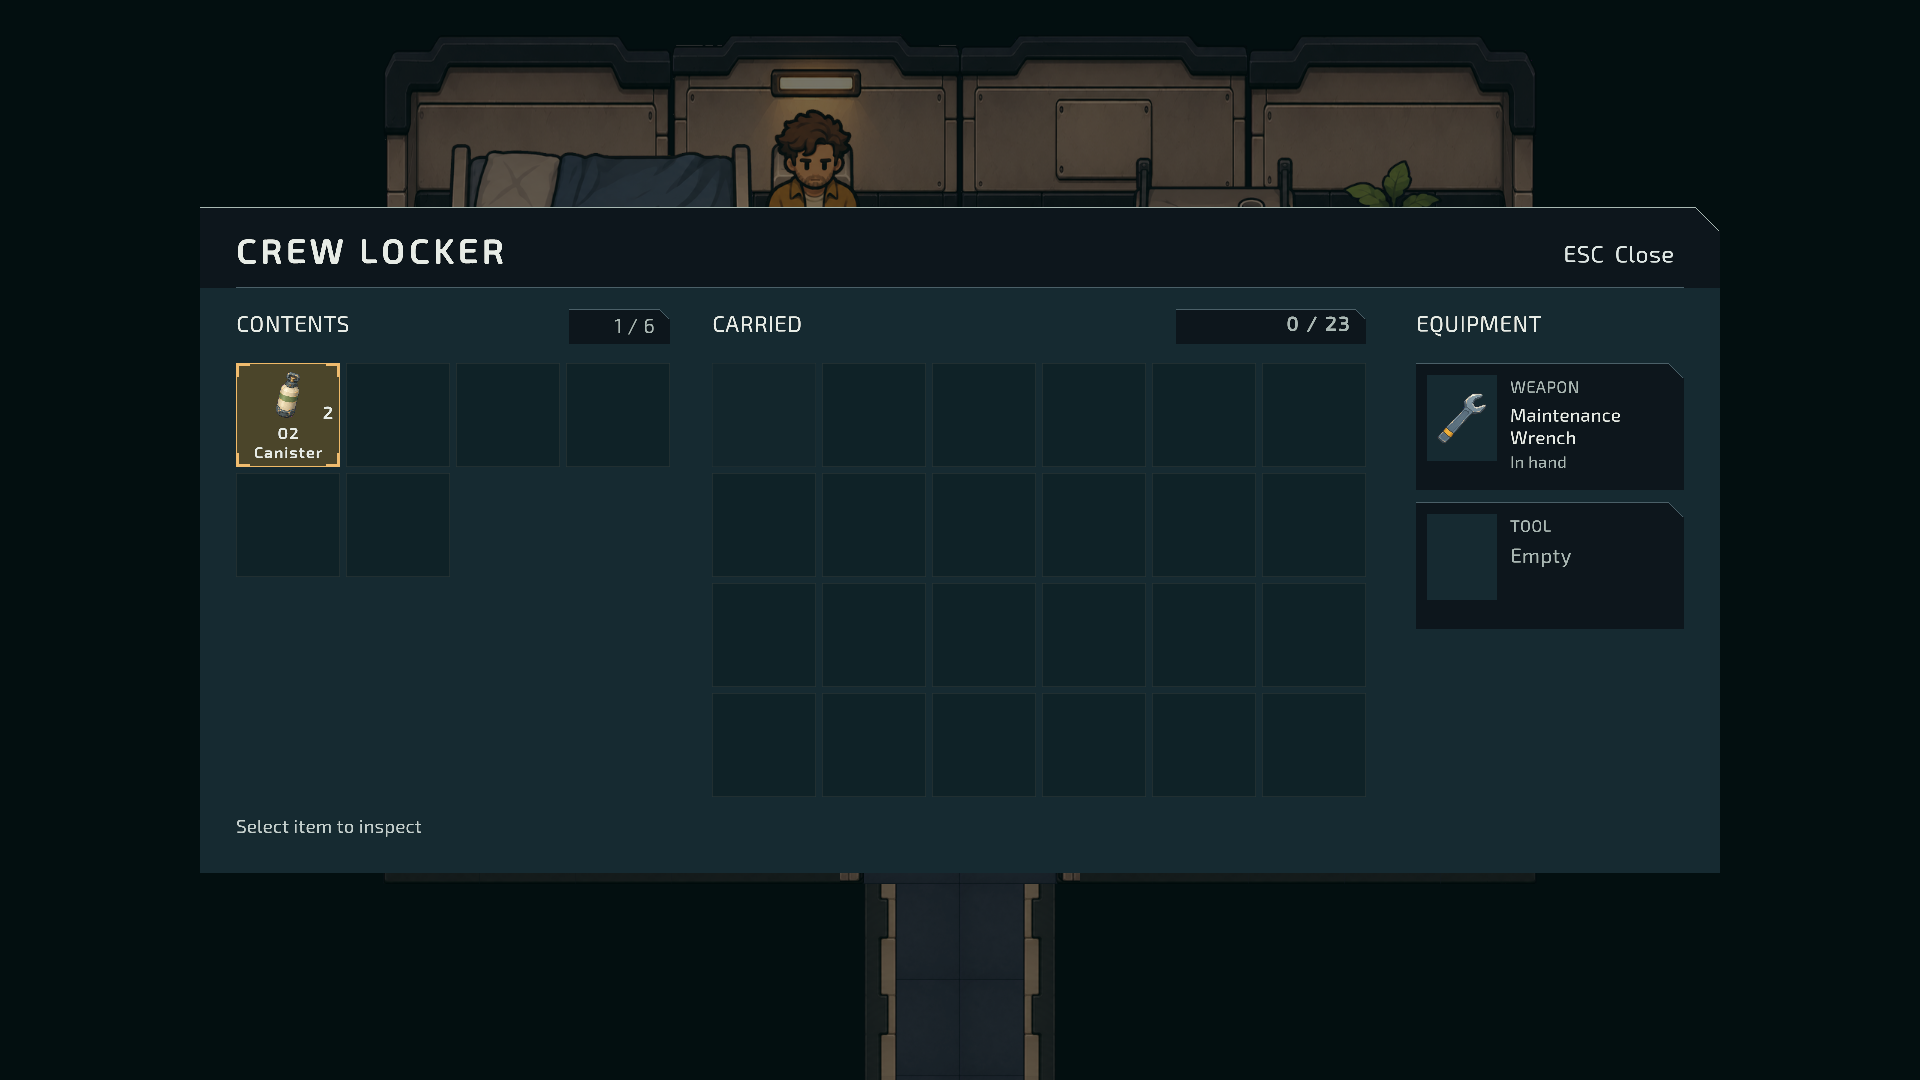 CREW LOCKER
ESC Close
CONTENTS
1 / 6
CARRIED
0 / 23
EQUIPMENT
2
O2
Canister
WEAPON
Maintenance
Wrench
In hand
TOOL
Empty
Select item to inspect